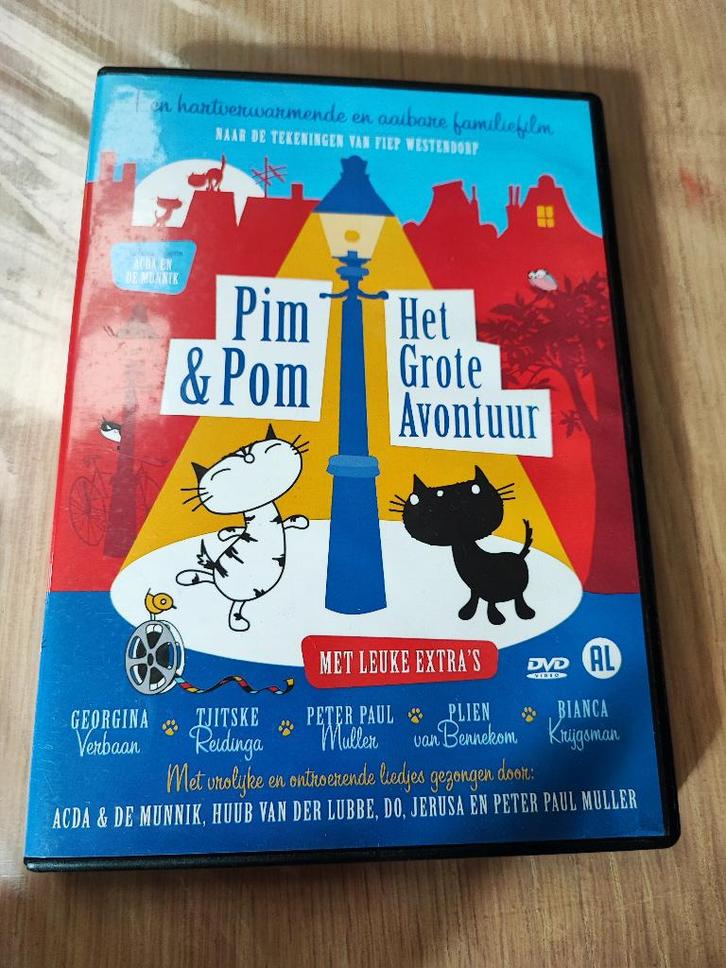 Een hartverwarmende en aaibare familiefilm
NAAR DE TEKENINGEN VAN FIEP WESTENDORP
ACDA EN
DE MUNNIK
Pim
& Pom
Het
Grote
Avontuur
MET LEUKE EXTRA'S
DVD
VIDEO
AL
GEORGINA
Verbaan
TJITSKE
Reidinga
PETER PAUL
Muller
PLIEN
van Bennekom
BIANCA
Krijgsman
Met vrolijke en ontroerende liedjes gezongen door:
ACDA & DE MUNNIK, HUUB VAN DER LUBBE, DO, JERUSA EN PETER PAUL MULLER